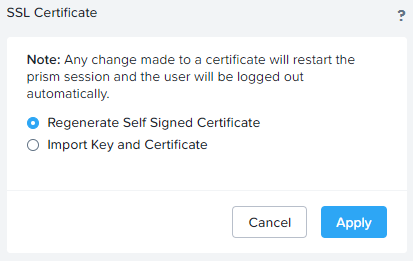 SSL Certificate
?
Note: Any change made to a certificate will restart the
prism session and the user will be logged out
automatically.
Regenerate Self Signed Certificate
Import Key and Certificate
Cancel
Apply